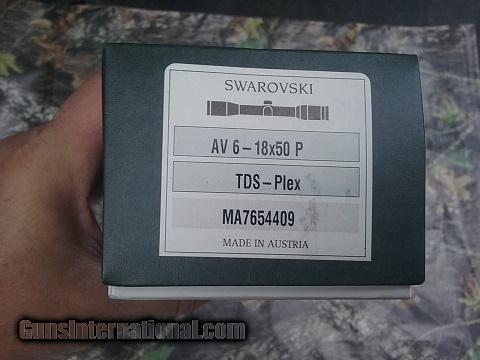 SWAROVSKI
AV 6-18x50 P
TDS-Plex
MA7654409
MADE IN AUSTRIA
GunsInternational.com